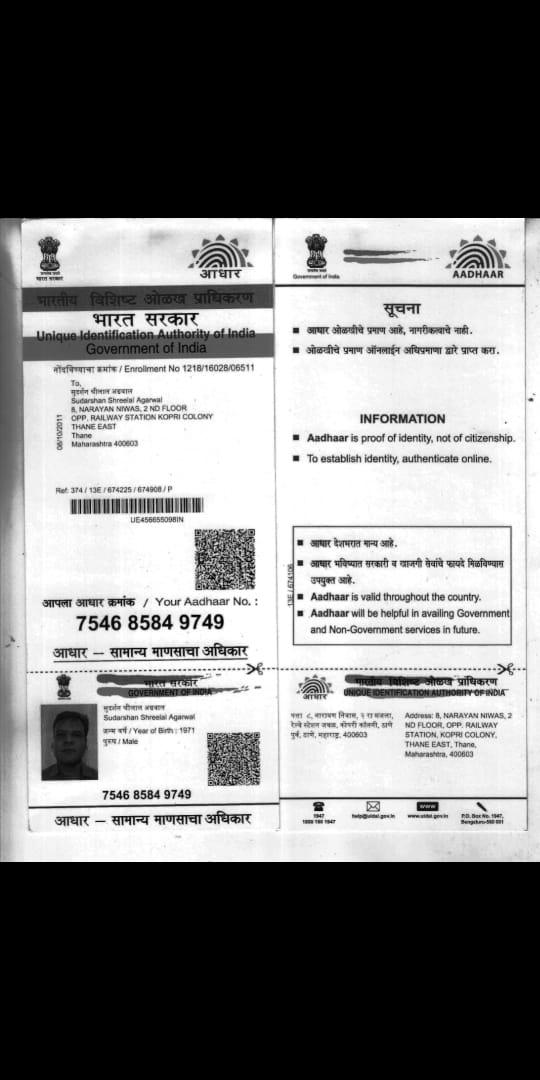 भारत सरकार
आधार
भारतीय विशिष्ट ओळख प्राधिकरण
भारत सरकार
Unique Identification Authority of India
Government of India
नोंदविण्याचा क्रमांक / Enrollment No 1218/16028/06511
To,
सुदर्शन श्रीलाल अग्रवाल
Sudarshan Shreelal Agarwal
8, NARAYAN NIWAS, 2 ND FLOOR
OPP. RAILWAY STATION KOPRI COLONY
THANE EAST
Thane
Maharashtra 400603
06/10/2011
Ref: 374 / 13E / 674225 / 674908 / P
UE456655098IN
आपला आधार क्रमांक / Your Aadhaar No. :
7546 8584 9749
आधार – सामान्य माणसाचा अधिकार
भारत सरकार
GOVERNMENT OF INDIA
सुदर्शन श्रीलाल अग्रवाल
Sudarshan Shreelal Agarwal
जन्म वर्ष / Year of Birth : 1971
पुरुष / Male
7546 8584 9749
आधार – सामान्य माणसाचा अधिकार
Government of India
AADHAAR
सूचना
■ आधार ओळखीचे प्रमाण आहे, नागरीकत्वाचे नाही.
■ ओळखीचे प्रमाण ऑनलाईन अधिप्रमाणा द्वारे प्राप्त करा.
INFORMATION
■ Aadhaar is proof of identity, not of citizenship.
■ To establish identity, authenticate online.
13E / 674106
■ आधार देशभरात मान्य आहे.
■ आधार भविष्यात सरकारी व खाजगी सेवांचे फायदे मिळविण्यास
उपयुक्त आहे.
■ Aadhaar is valid throughout the country.
■ Aadhaar will be helpful in availing Government
and Non-Government services in future.
भारतीय विशिष्ट ओळख प्राधिकरण
UNIQUE IDENTIFICATION AUTHORITY OF INDIA
आधार
पत्ता ८, नारायण निवास, २ रा मजला,
रेल्वे स्टेशन जवळ, कोपरी कॉलनी, ठाणे
पुर्व, ठाणे, महाराष्ट्र, 400603
Address: 8, NARAYAN NIWAS, 2
ND FLOOR, OPP. RAILWAY
STATION, KOPRI COLONY,
THANE EAST, Thane,
Maharashtra, 400603
1947
1800 180 1947
help@uidai.gov.in
www
www.uidai.gov.in
P.O. Box No. 1947,
Bengaluru-560 001